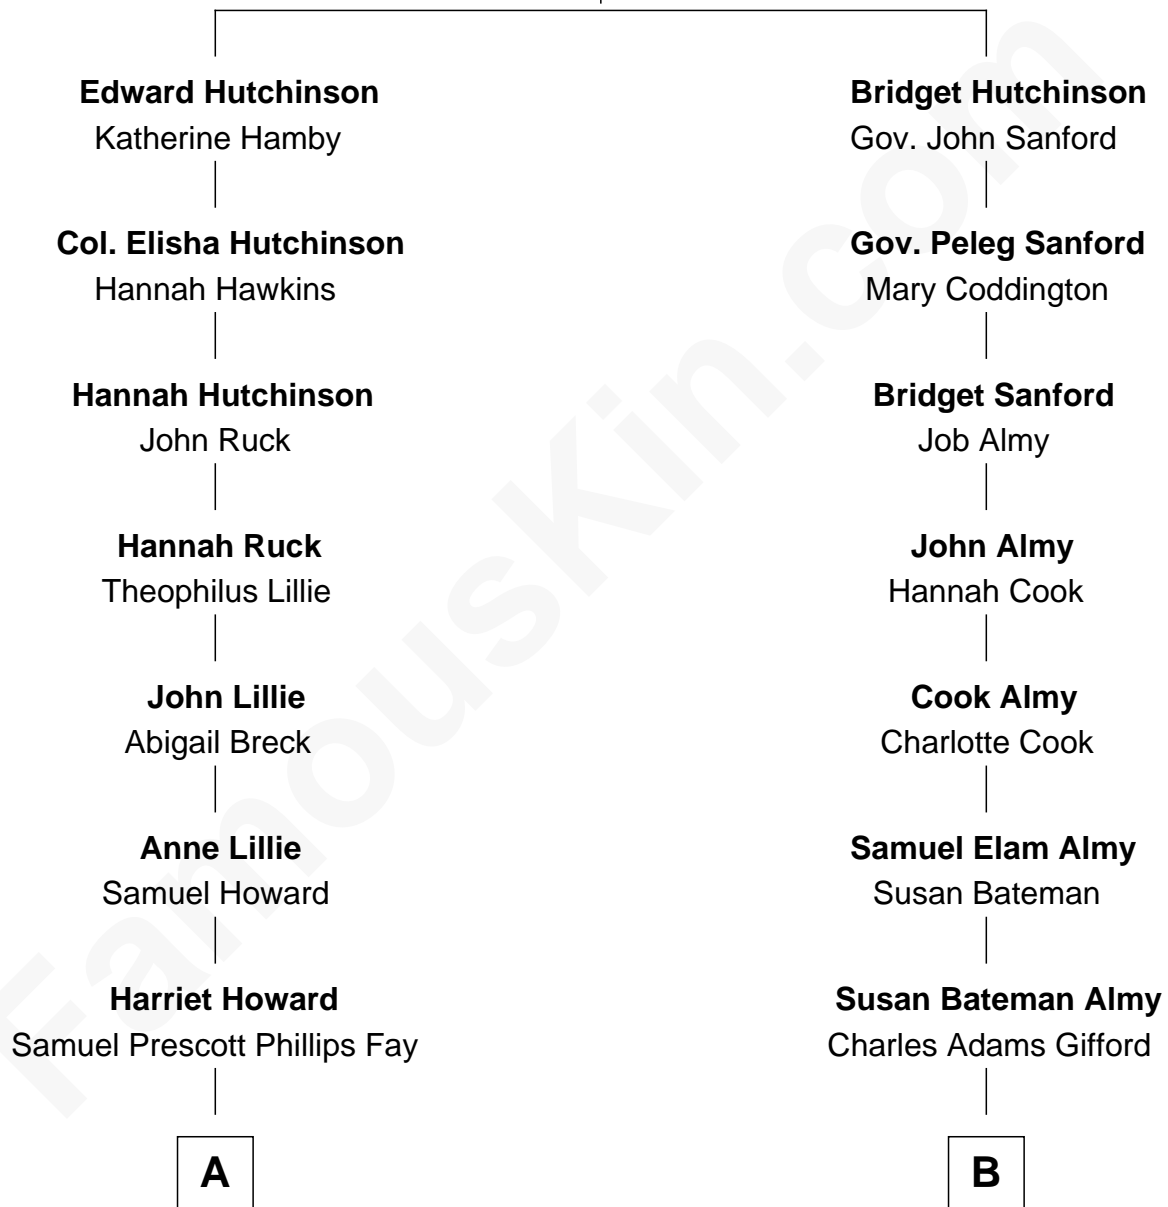 Edward Hutchinson
Katherine Hamby
Col. Elisha Hutchinson
Hannah Hawkins
Hannah Hutchinson
John Ruck
Hannah Ruck
Theophilus Lillie
John Lillie
Abigail Breck
Anne Lillie
Samuel Howard
Harriet Howard
Samuel Prescott Phillips Fay
A
Bridget Hutchinson
Gov. John Sanford
Gov. Peleg Sanford
Mary Coddington
Bridget Sanford
Job Almy
John Almy
Hannah Cook
Cook Almy
Charlotte Cook
Samuel Elam Almy
Susan Bateman
Susan Bateman Almy
Charles Adams Gifford
B
FamousKin.com